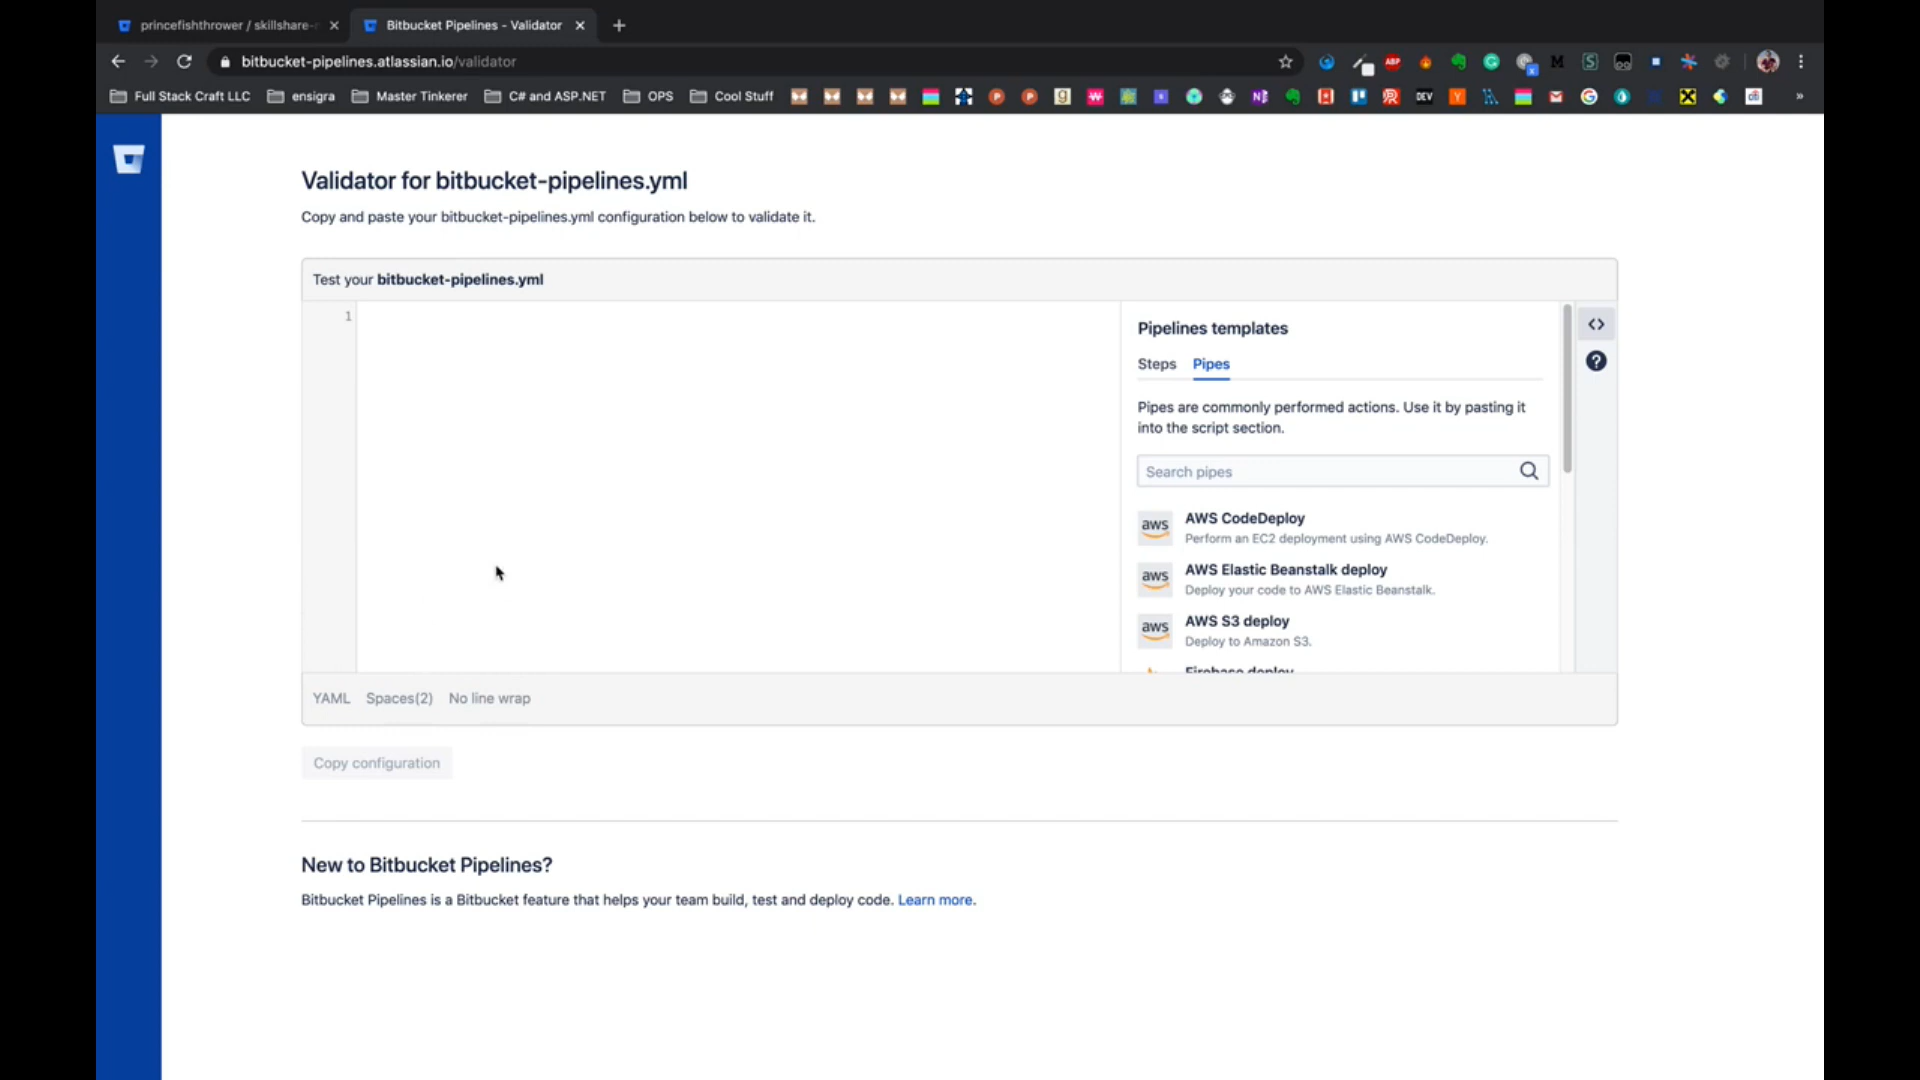 princefishthrower / skillshare-
Bitbucket Pipelines - Validator
bitbucket-pipelines.atlassian.io/validator
ABP
Full Stack Craft LLC
ensigra
Master Tinkerer
C# and ASP.NET
OPS
Cool Stuff
DEV
»
Validator for bitbucket-pipelines.yml
Copy and paste your bitbucket-pipelines.yml configuration below to validate it.
Test your bitbucket-pipelines.yml
1
Pipelines templates
Steps Pipes
Pipes are commonly performed actions. Use it by pasting it
into the script section.
Search pipes
aws
AWS CodeDeploy
Perform an EC2 deployment using AWS CodeDeploy.
aws
AWS Elastic Beanstalk deploy
Deploy your code to AWS Elastic Beanstalk.
aws
AWS S3 deploy
Deploy to Amazon S3.
Firebase deploy
YAML Spaces(2) No line wrap
Copy configuration
New to Bitbucket Pipelines?
Bitbucket Pipelines is a Bitbucket feature that helps your team build, test and deploy code. Learn more.